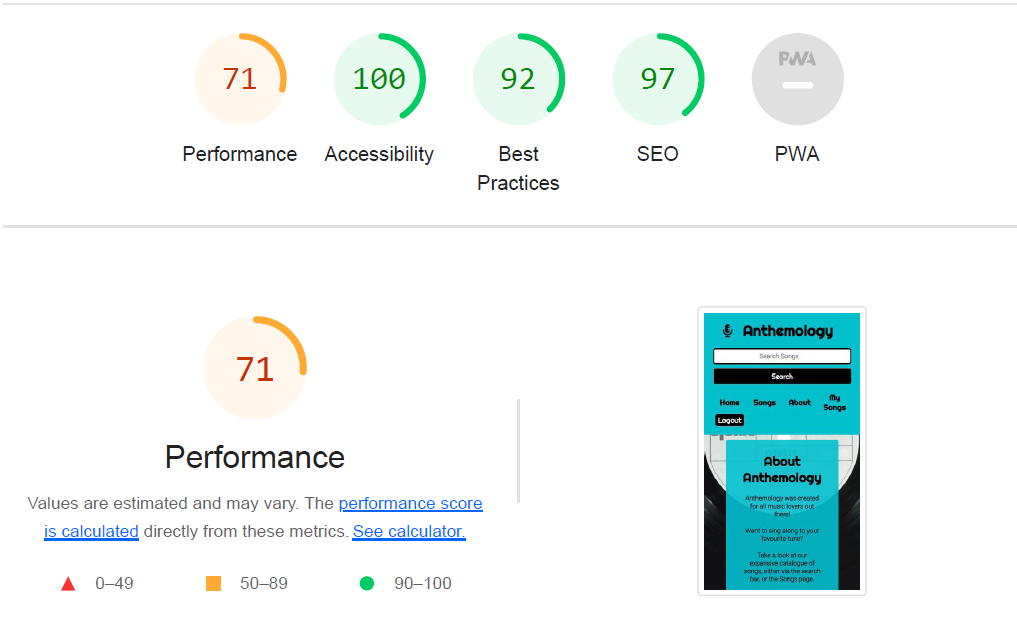 71
100
92
97
PWA
Performance
Accessibility
Best
Practices
SEO
PWA
71
Performance
Values are estimated and may vary. The performance score
is calculated directly from these metrics. See calculator.
0–49
50–89
90–100
Anthemology
Search Songs
Search
Home Songs About My
Songs
Logout
About
Anthemology
Anthemology was created
for all music lovers out
there!
Want to sing along to your
favourite tune?
Take a look at our
expansive catalogue of
songs, either via the search
bar, or the Songs page.